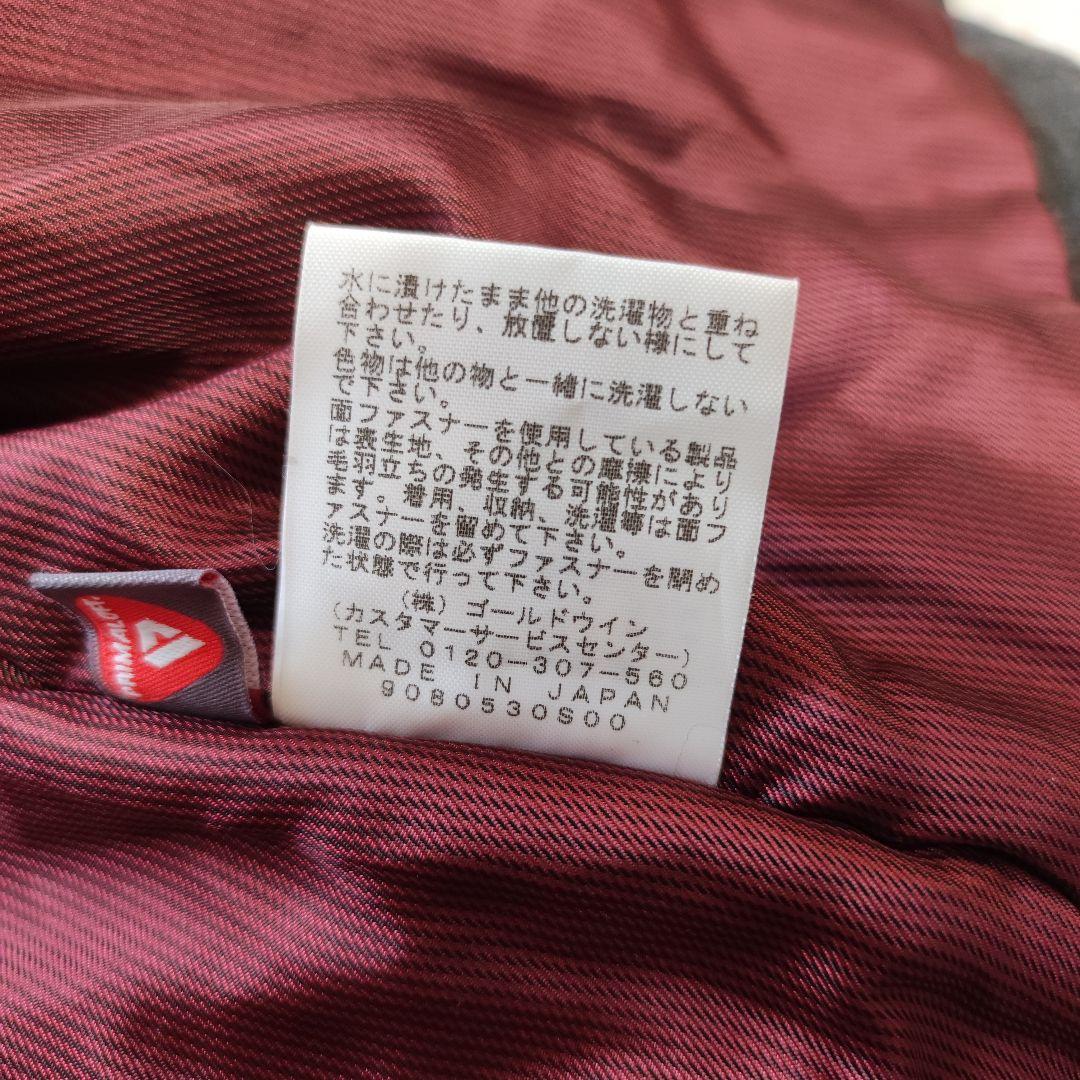 水に漬けたまま他の洗濯物と重ね
合わせたり、放置しない様にして
下さい。
色物は他の物と一緒に洗濯しない
で下さい。
面ファスナーを使用している製品
は表生地、その他との摩擦により
毛羽立ちの発生する可能性があり
ます。着用、収納、洗濯等は面フ
ァスナーを留めて下さい。
洗濯の際は必ずファスナーを閉め
た状態で行って下さい。
(株)ゴールドウイン
(カスタマーサービスセンター)
TEL 0120-307-560
MADE IN JAPAN
9080530S00
PRIMALOFT